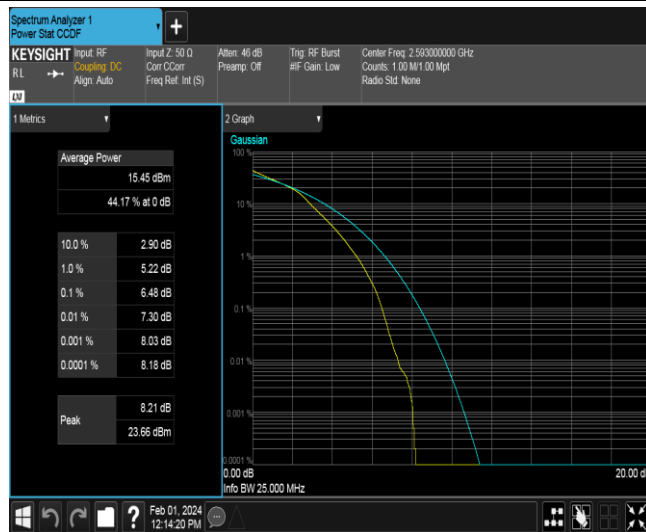 Spectrum Analyzer 1
Power Stat CCDF
+
KEYSIGHT
RL
LXI
Input: RF
Coupling: DC
Align: Auto
Input Z: 50 Ω
Corr CCorr
Freq Ref: Int (S)
Atten: 46 dB
Preamp: Off
Trig: RF Burst
#IF Gain: Low
Center Freq: 2.593000000 GHz
Counts: 1.00 M/1.00 Mpt
Radio Std: None
1 Metrics
Average Power
15.45 dBm
44.17 % at 0 dB
10.0 % 2.90 dB
1.0 % 5.22 dB
0.1 % 6.48 dB
0.01 % 7.30 dB
0.001 % 8.03 dB
0.0001 % 8.18 dB
Peak
8.21 dB
23.66 dBm
2 Graph
Gaussian
100 %
10 %
1 %
0.1 %
0.01 %
0.001 %
0.0001 %
0.00 dB 20.00 d
Info BW 25.000 MHz
?
Feb 01, 2024
12:14:20 PM